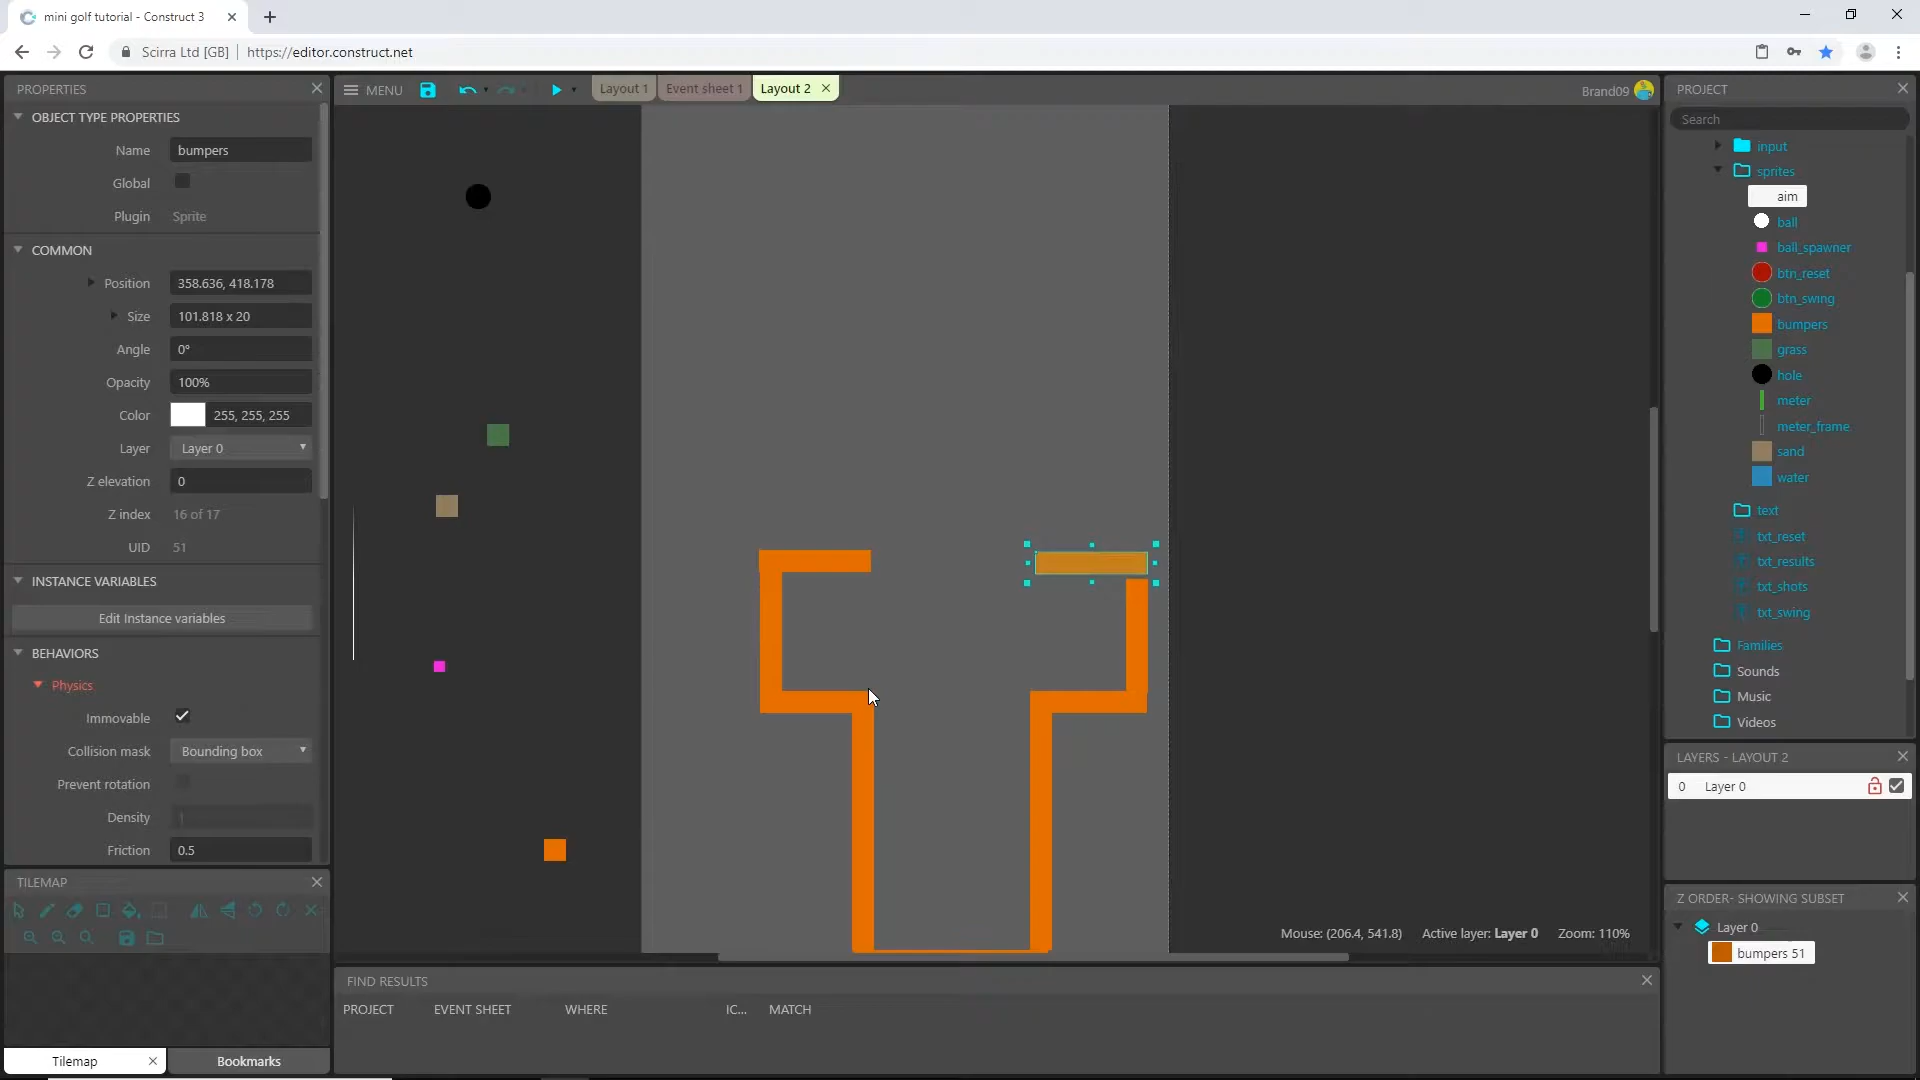 mini golf tutorial - Construct 3
Scirra Ltd [GB] https://editor.construct.net
PROPERTIES
OBJECT TYPE PROPERTIES
Name bumpers
Global
Plugin Sprite
COMMON
Position 358.636, 418.178
Size 101.818 x 20
Angle 0°
Opacity 100%
Color 255, 255, 255
Layer Layer 0
Z elevation 0
Z index 16 of 17
UID 51
INSTANCE VARIABLES
Edit Instance variables
BEHAVIORS
Physics
Immovable
Collision mask Bounding box
Prevent rotation
Density 1
Friction 0.5
TILEMAP
Tilemap Bookmarks
MENU Layout 1 Event sheet 1 Layout 2 Brand09
Mouse: (206.4, 541.8) Active layer: Layer 0 Zoom: 110%
FIND RESULTS
PROJECT EVENT SHEET WHERE IC... MATCH
PROJECT
Search
input
sprites
aim
ball
ball_spawner
btn_reset
btn_swing
bumpers
grass
hole
meter
meter_frame
sand
water
text
txt_reset
txt_results
txt_shots
txt_swing
Families
Sounds
Music
Videos
LAYERS - LAYOUT 2
0 Layer 0
Z ORDER- SHOWING SUBSET
Layer 0
bumpers 51